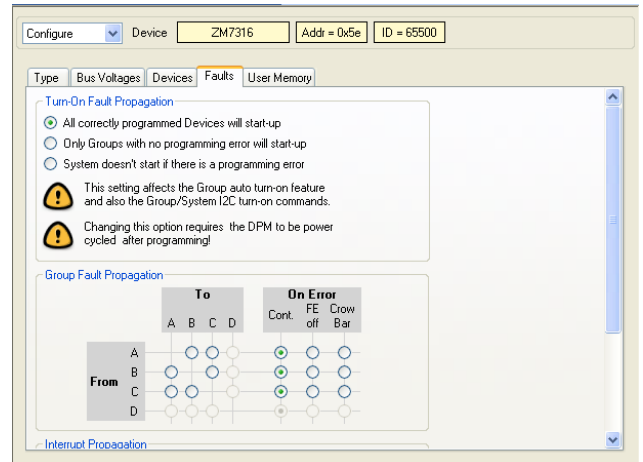 Configure Device ZM7316 Addr = 0x5e ID = 65500
Type Bus Voltages Devices Faults User Memory
Turn-On Fault Propagation
All correctly programmed Devices will start-up
Only Groups with no programming error will start-up
System doesn't start if there is a programming error
This setting affects the Group auto turn-on feature
and also the Group/System I2C turn-on commands.
Changing this option requires the DPM to be power
cycled after programming!
Group Fault Propagation
To On Error
A B C D Cont. FE off Crow Bar
From
A
B
C
D
Interrupt Propagation